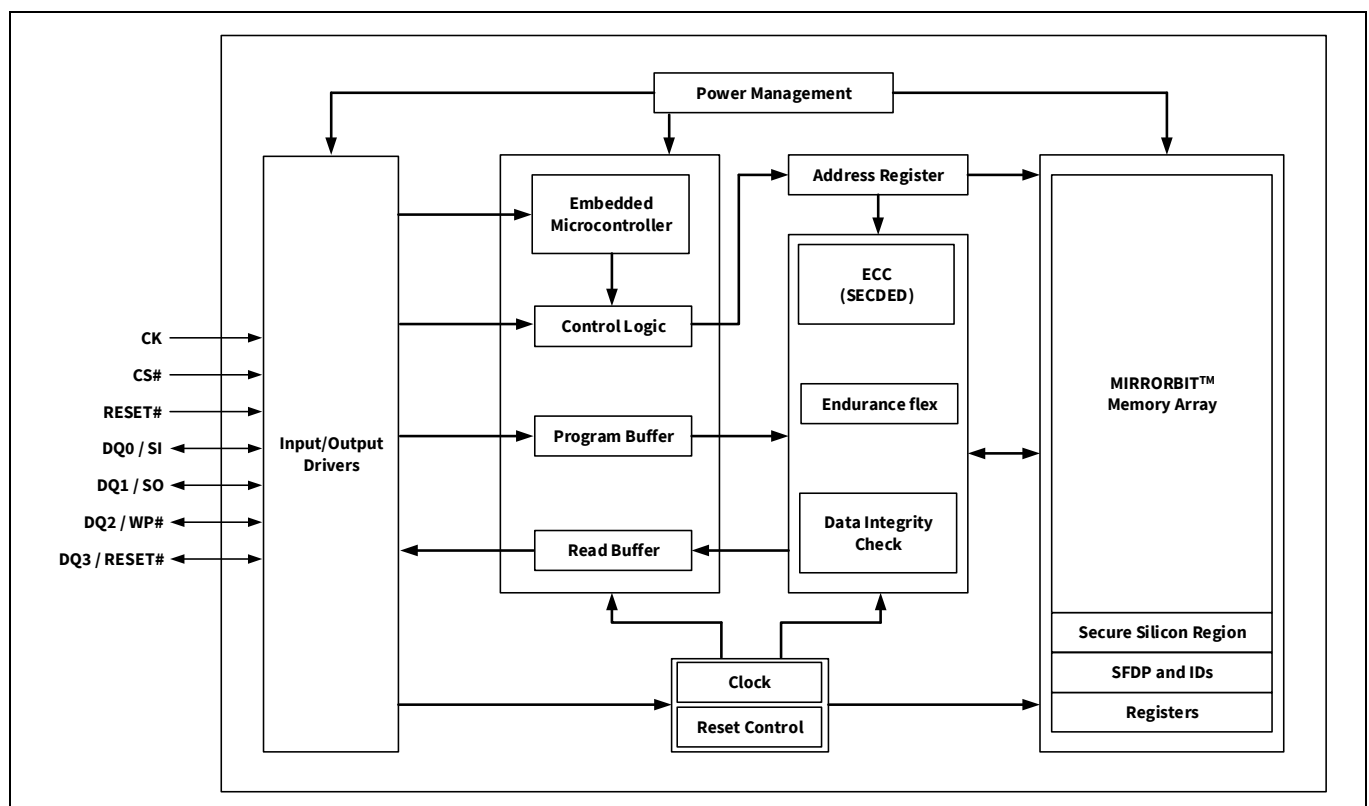 Power Management
Address Register
Embedded
Microcontroller
ECC
(SECDED)
Control Logic
CK
CS#
RESET#
DQ0 / SI
DQ1 / SO
DQ2 / WP#
DQ3 / RESET#
Input/Output
Drivers
Program Buffer
Read Buffer
Endurance flex
Data Integrity
Check
MIRRORBIT™
Memory Array
Secure Silicon Region
SFDP and IDs
Registers
Clock
Reset Control